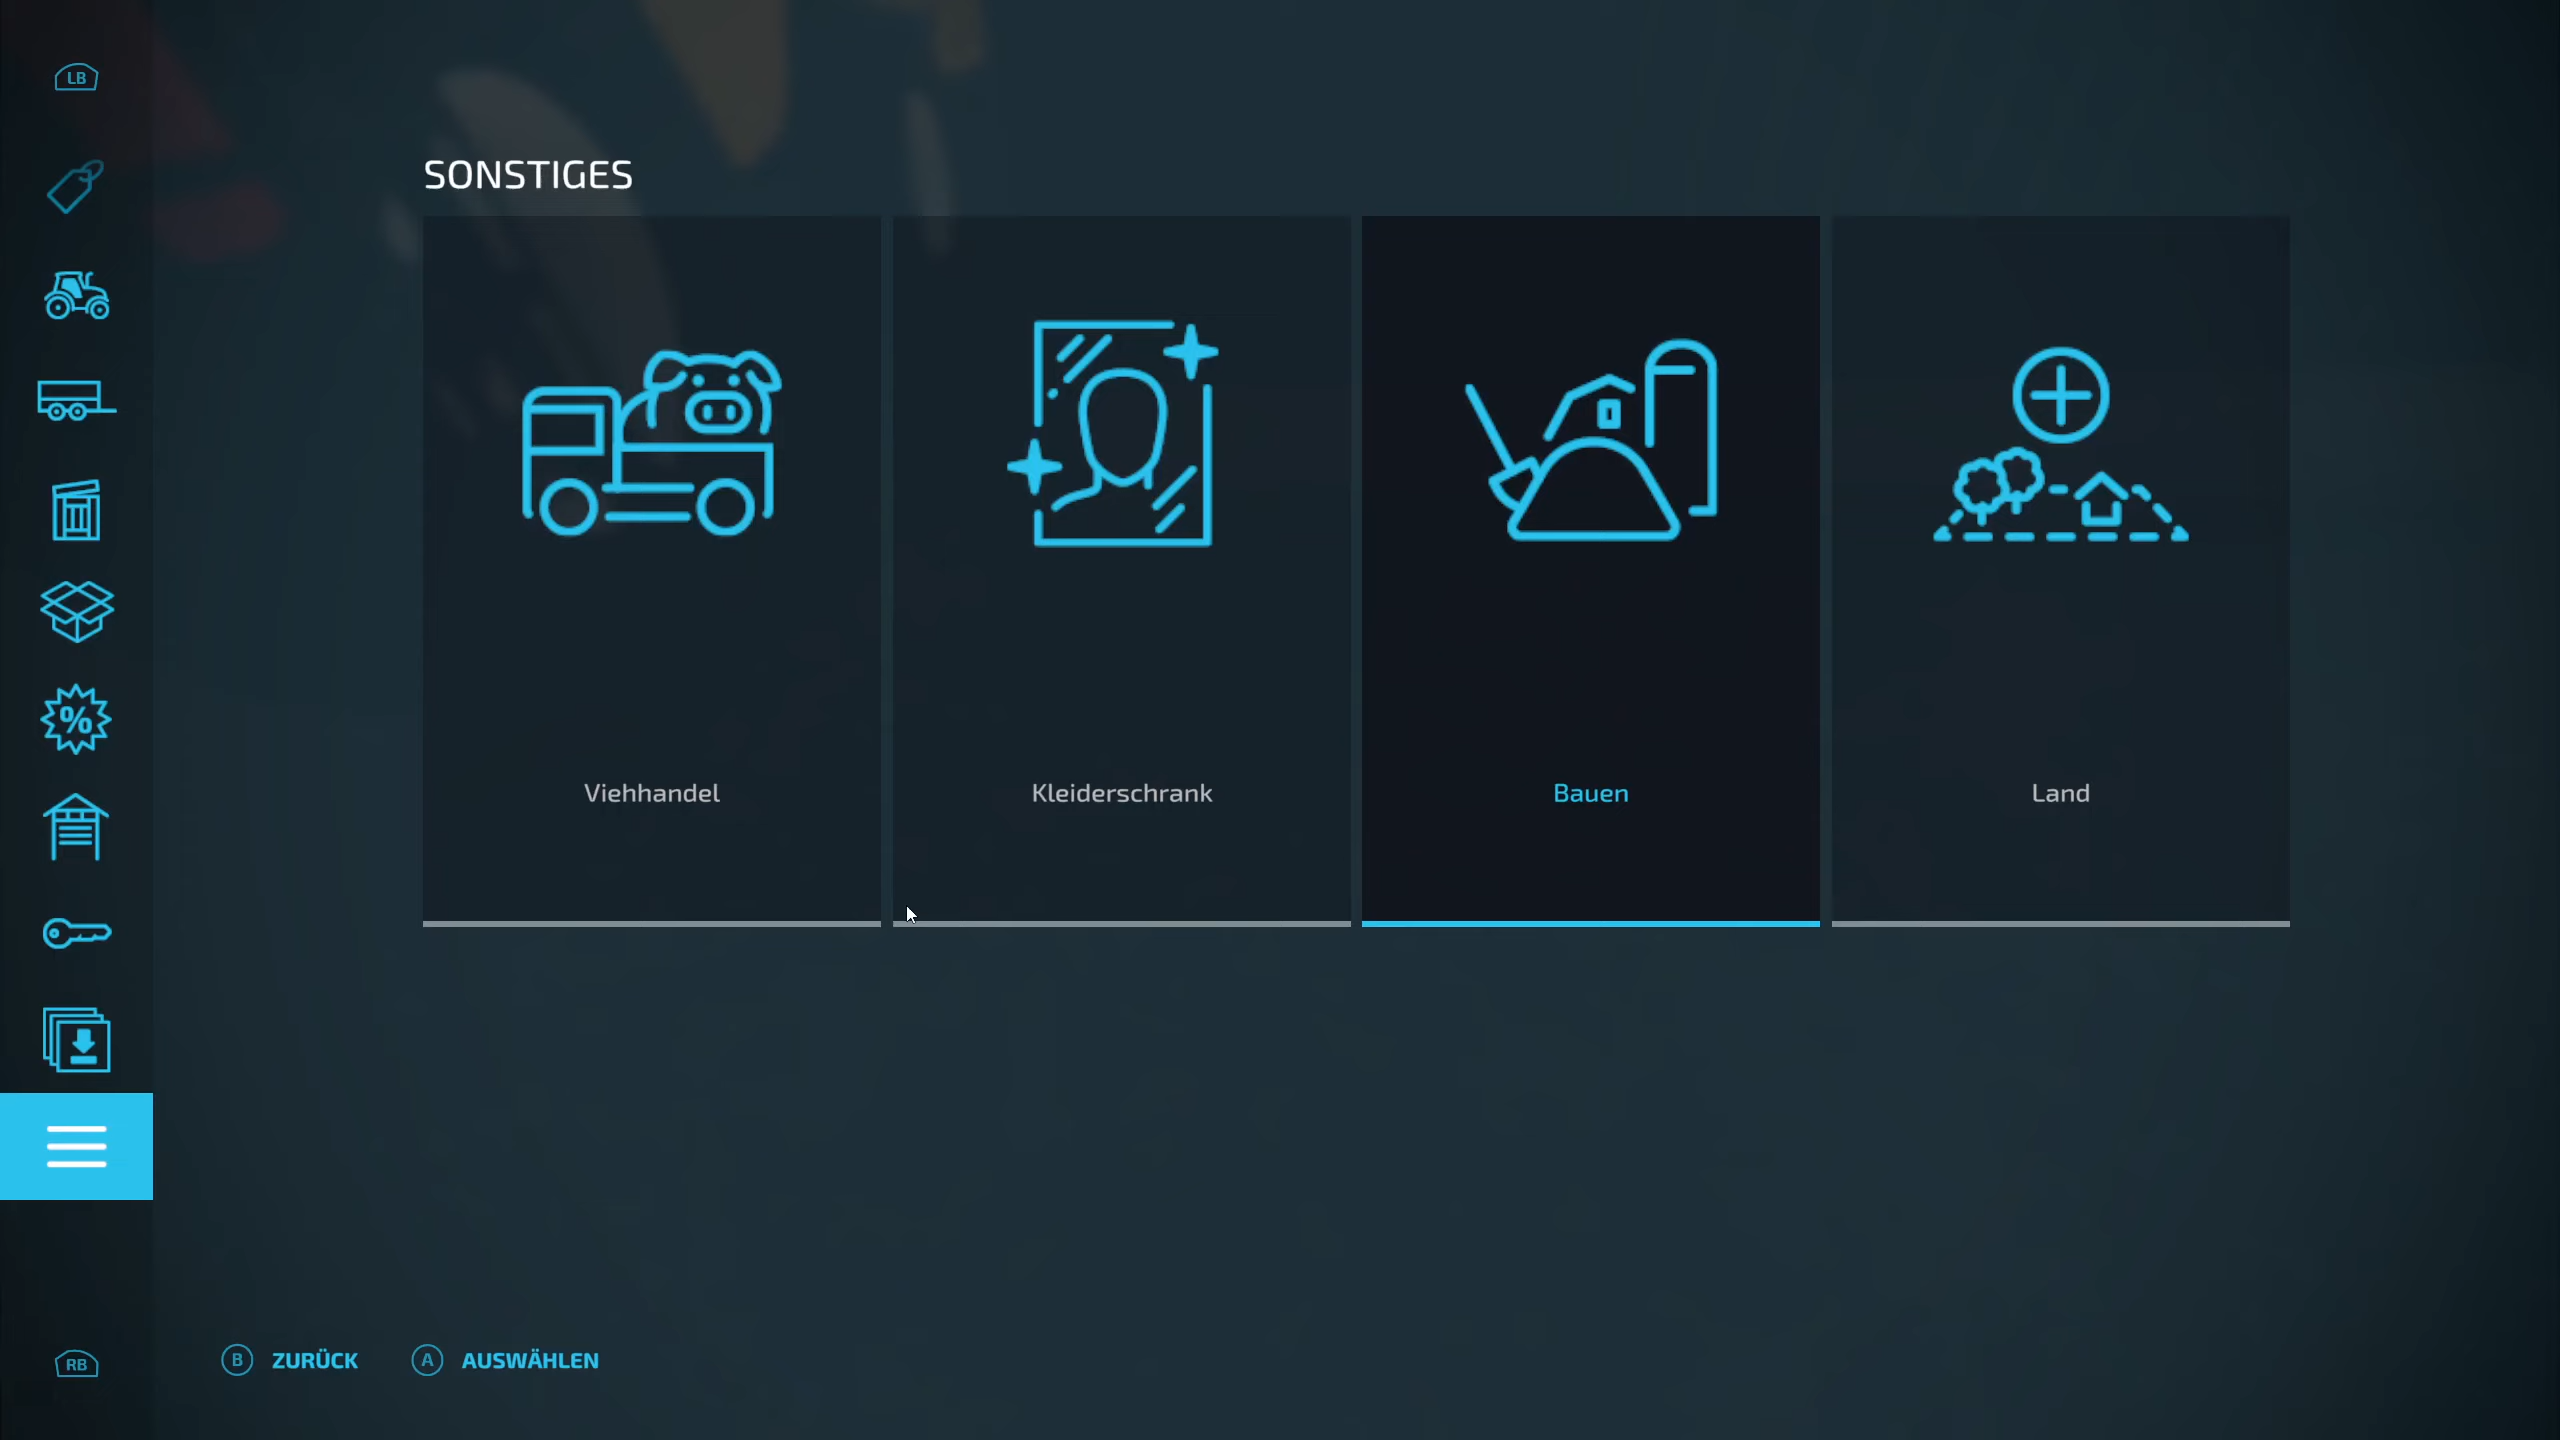 LB
SONSTIGES
%
Viehhandel
Kleiderschrank
Bauen
Land
RB
B ZURÜCK A AUSWÄHLEN